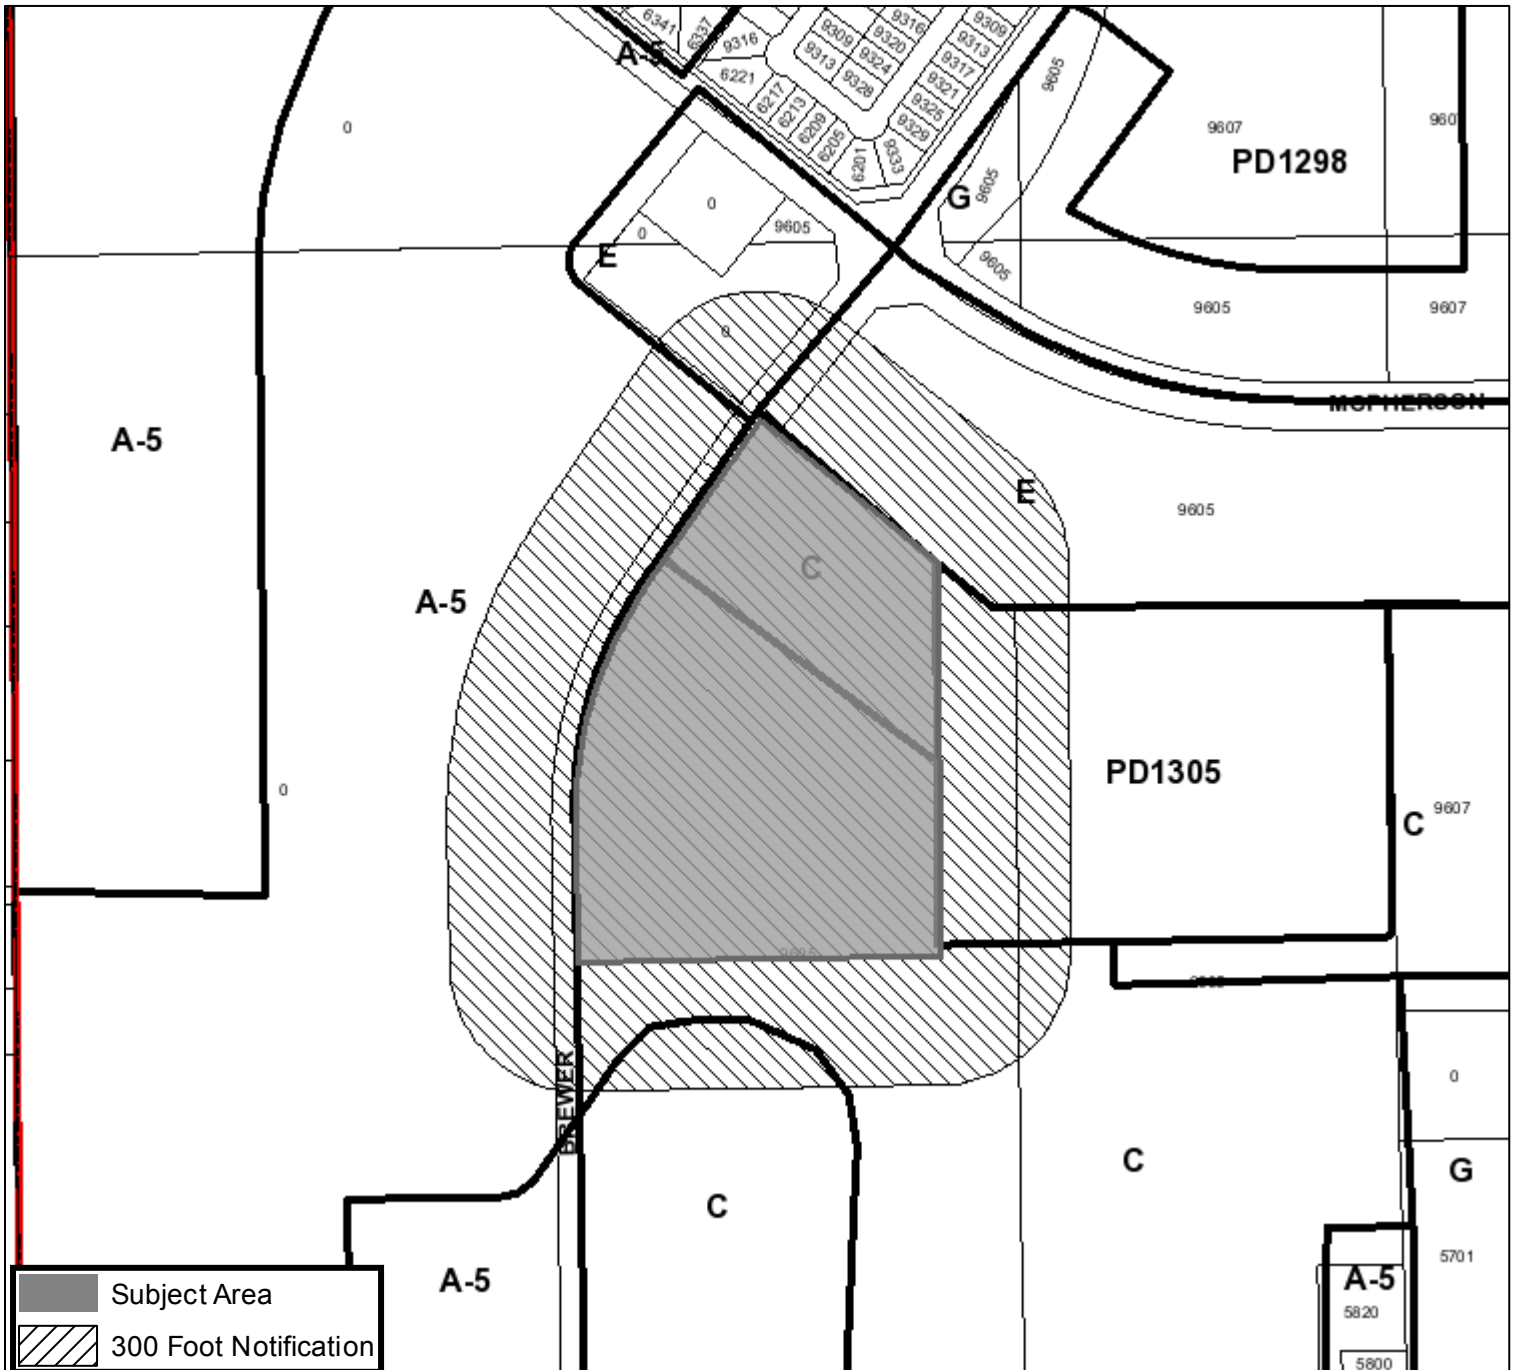 6341
6337
9316
9309
9316
9309
A-5
9320
9313
9313
9324
9317
6221
9328
9321
9605
6217
9325
6213
9329
0
6209
9607
6205
PD1298
6201
9333
9605
G
0
0
9605
E
9605
0
9605
9607
MCPHERSON
A-5
E
9605
C
A-5
PD1305
0
9607
C
9605
0
BREWER
C
G
C
5701
A-5
A-5
5820
5800
Subject Area
300 Foot Notification